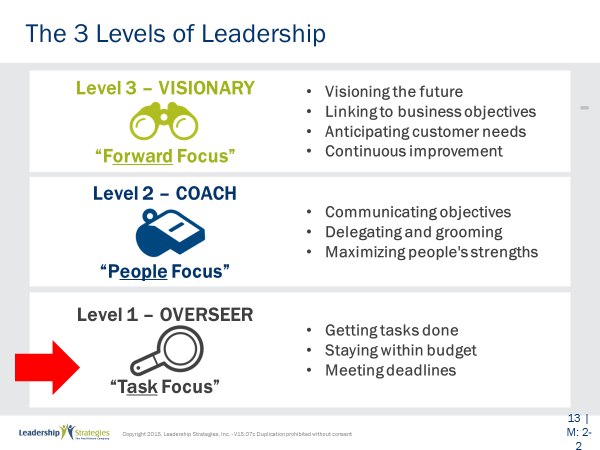 The 3 Levels of Leadership
Level 3 – VISIONARY
“Forward Focus”
• Visioning the future
• Linking to business objectives
• Anticipating customer needs
• Continuous improvement
Level 2 – COACH
“People Focus”
• Communicating objectives
• Delegating and grooming
• Maximizing people's strengths
Level 1 – OVERSEER
“Task Focus”
• Getting tasks done
• Staying within budget
• Meeting deadlines
Leadership Strategies
Copyright 2015, Leadership Strategies, Inc. - V15.07c Duplication prohibited without consent
13 |
M: 2-
2